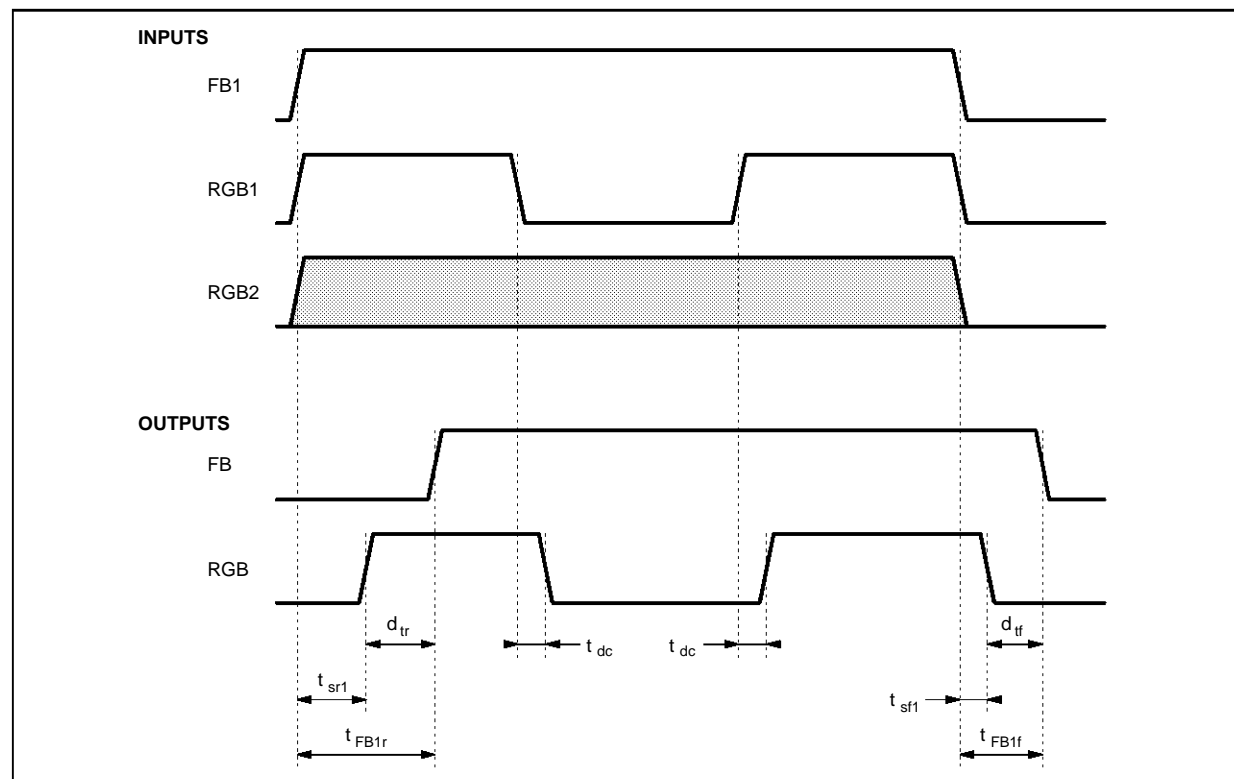 INPUTS
FB1
RGB1
RGB2
OUTPUTS
FB
RGB
d tr
t dc
t dc
d tf
t sr1
t sf1
t FB1r
t FB1f